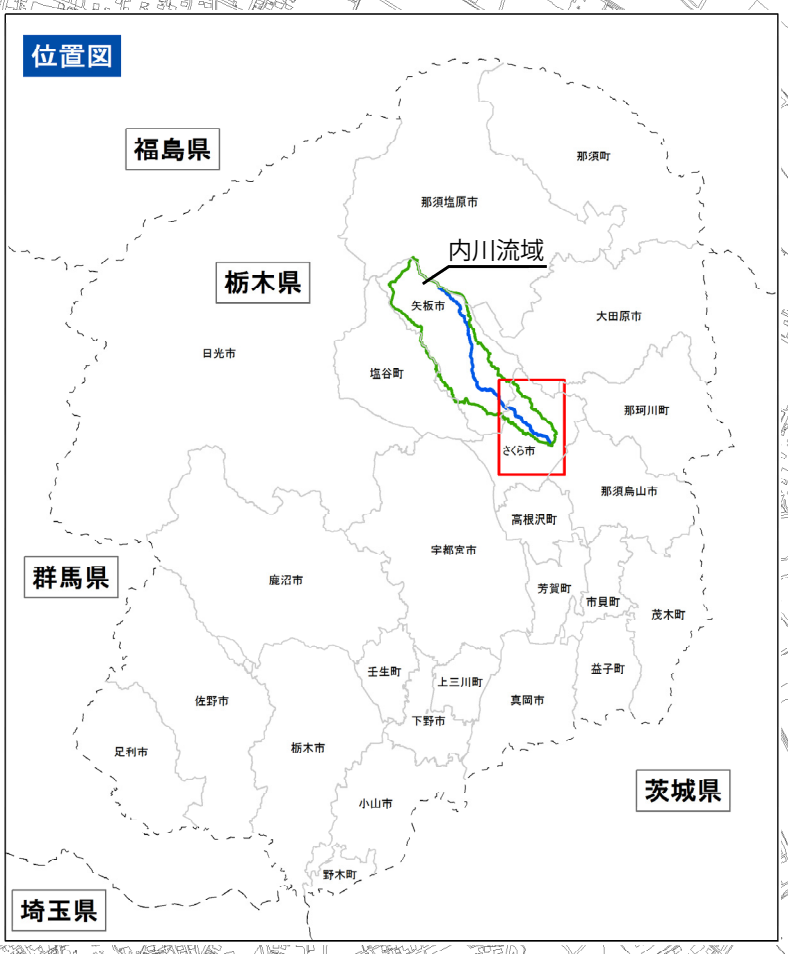 位置図
福島県
那須町
那須塩原市
内川流域
栃木県
矢板市
大田原市
日光市
塩谷町
那珂川町
さくら市
那須烏山市
高根沢町
宇都宮市
群馬県
鹿沼市
芳賀町
市貝町
茂木町
壬生町
上三川町
益子町
佐野市
真岡市
下野市
足利市
栃木市
茨城県
小山市
野木町
埼玉県